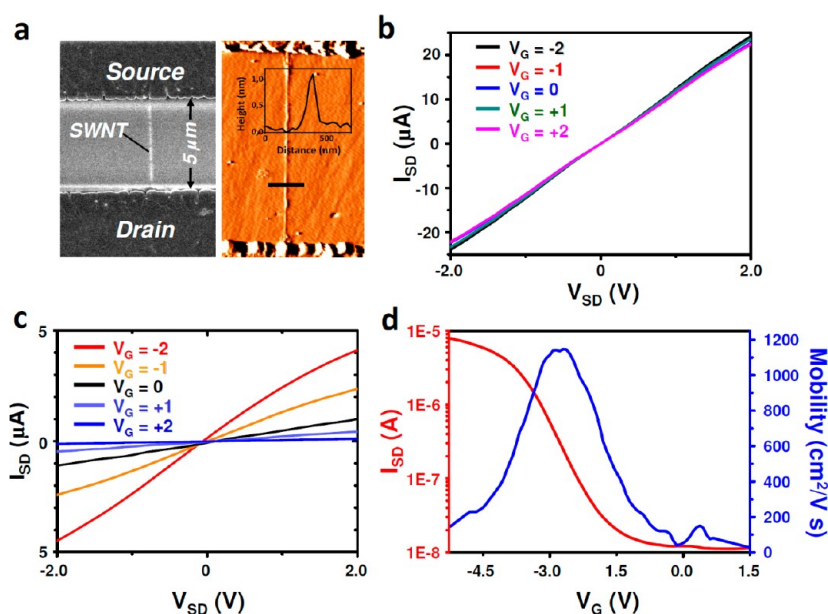 a
Source
SWNT
5 µm
Drain
1,0
0,0
Height (nm)
0
500
Distance (nm)
b
V_G = -2
V_G = -1
V_G = 0
V_G = +1
V_G = +2
20
10
0
-10
-20
I_SD (µA)
-2.0
0
2.0
V_SD (V)
c
V_G = -2
V_G = -1
V_G = 0
V_G = +1
V_G = +2
5
0
5
I_SD (µA)
-2.0
0
2.0
V_SD (V)
d
1E-5
1E-6
1E-7
1E-8
I_SD (A)
1200
1000
800
600
400
200
0
Mobility (cm²/V s)
-4.5
-3.0
-1.5
0.0
1.5
V_G (V)